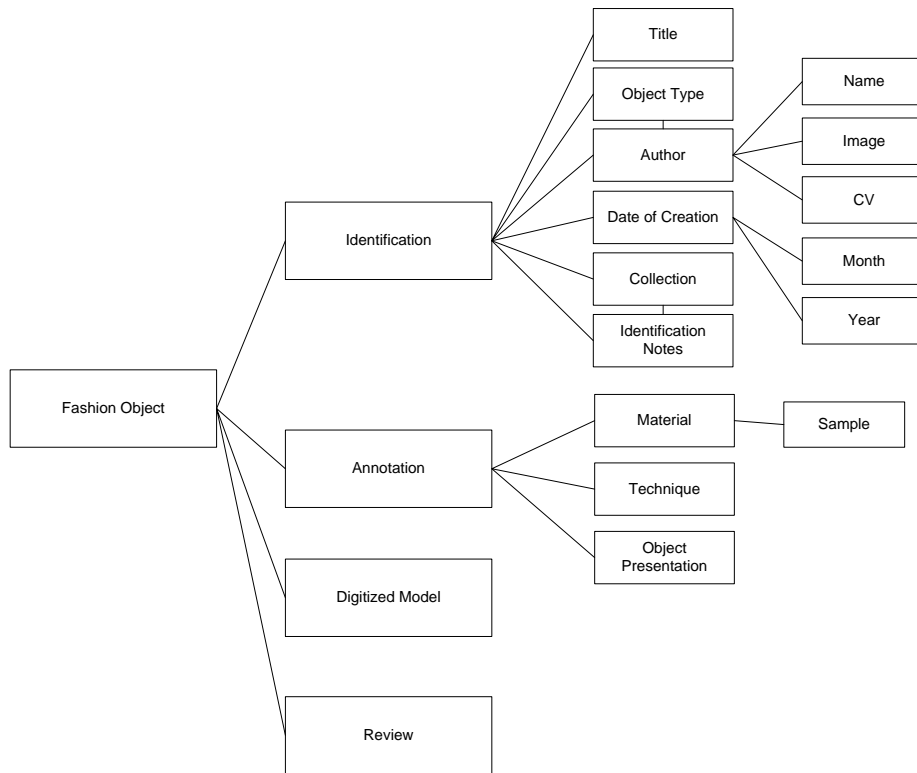 Title
Object Type
Name
Author
Image
CV
Identification
Date of Creation
Month
Collection
Year
Identification
Notes
Fashion Object
Material
Sample
Annotation
Technique
Object
Presentation
Digitized Model
Review